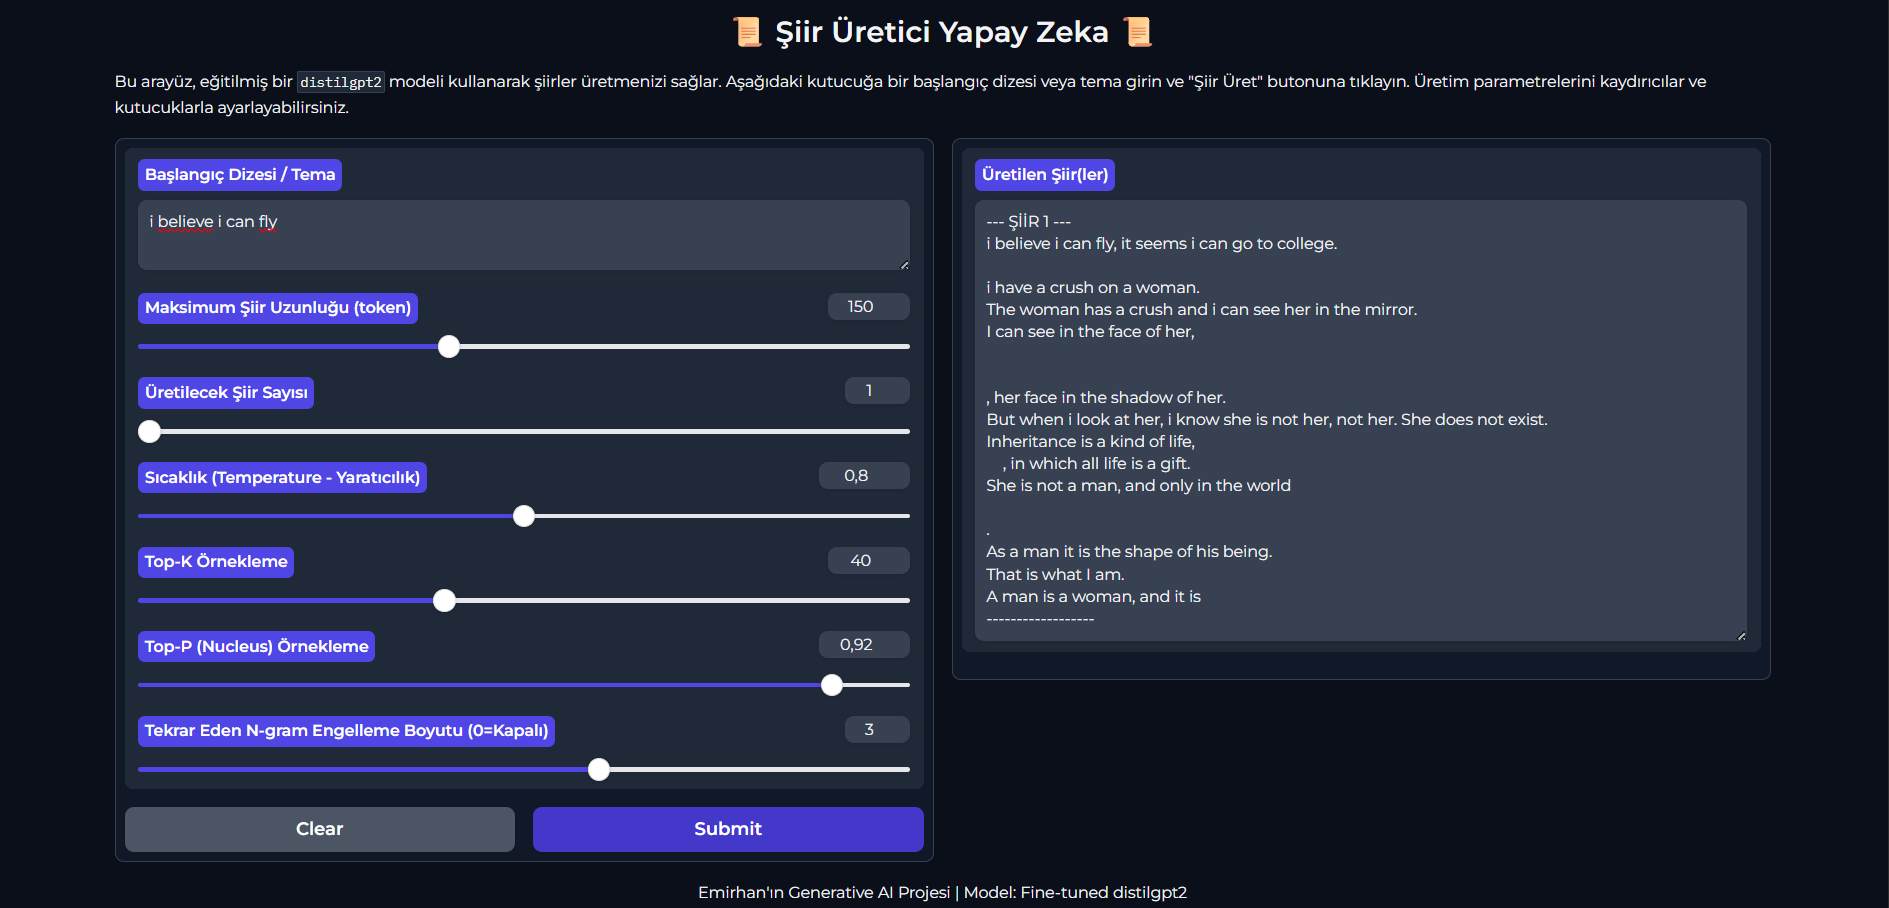 📜 Şiir Üretici Yapay Zeka 📜
Bu arayüz, eğitilmiş bir distilgpt2 modeli kullanarak şiirler üretmenizi sağlar. Aşağıdaki kutucuğa bir başlangıç dizesi veya tema girin ve "Şiir Üret" butonuna tıklayın. Üretim parametrelerini kaydırıcılar ve
kutucuklarla ayarlayabilirsiniz.
Başlangıç Dizesi / Tema
i believe i can fly
Maksimum Şiir Uzunluğu (token)
150
Üretilecek Şiir Sayısı
1
Sıcaklık (Temperature - Yaratıcılık)
0,8
Top-K Örnekleme
40
Top-P (Nucleus) Örnekleme
0,92
Tekrar Eden N-gram Engelleme Boyutu (0=Kapalı)
3
Clear
Submit
Üretilen Şiir(ler)
--- ŞİİR 1 ---
i believe i can fly, it seems i can go to college.
i have a crush on a woman.
The woman has a crush and i can see her in the mirror.
I can see in the face of her,
, her face in the shadow of her.
But when i look at her, i know she is not her, not her. She does not exist.
Inheritance is a kind of life,
, in which all life is a gift.
She is not a man, and only in the world
.
As a man it is the shape of his being.
That is what I am.
A man is a woman, and it is
------------------
Emirhan'ın Generative AI Projesi | Model: Fine-tuned distilgpt2